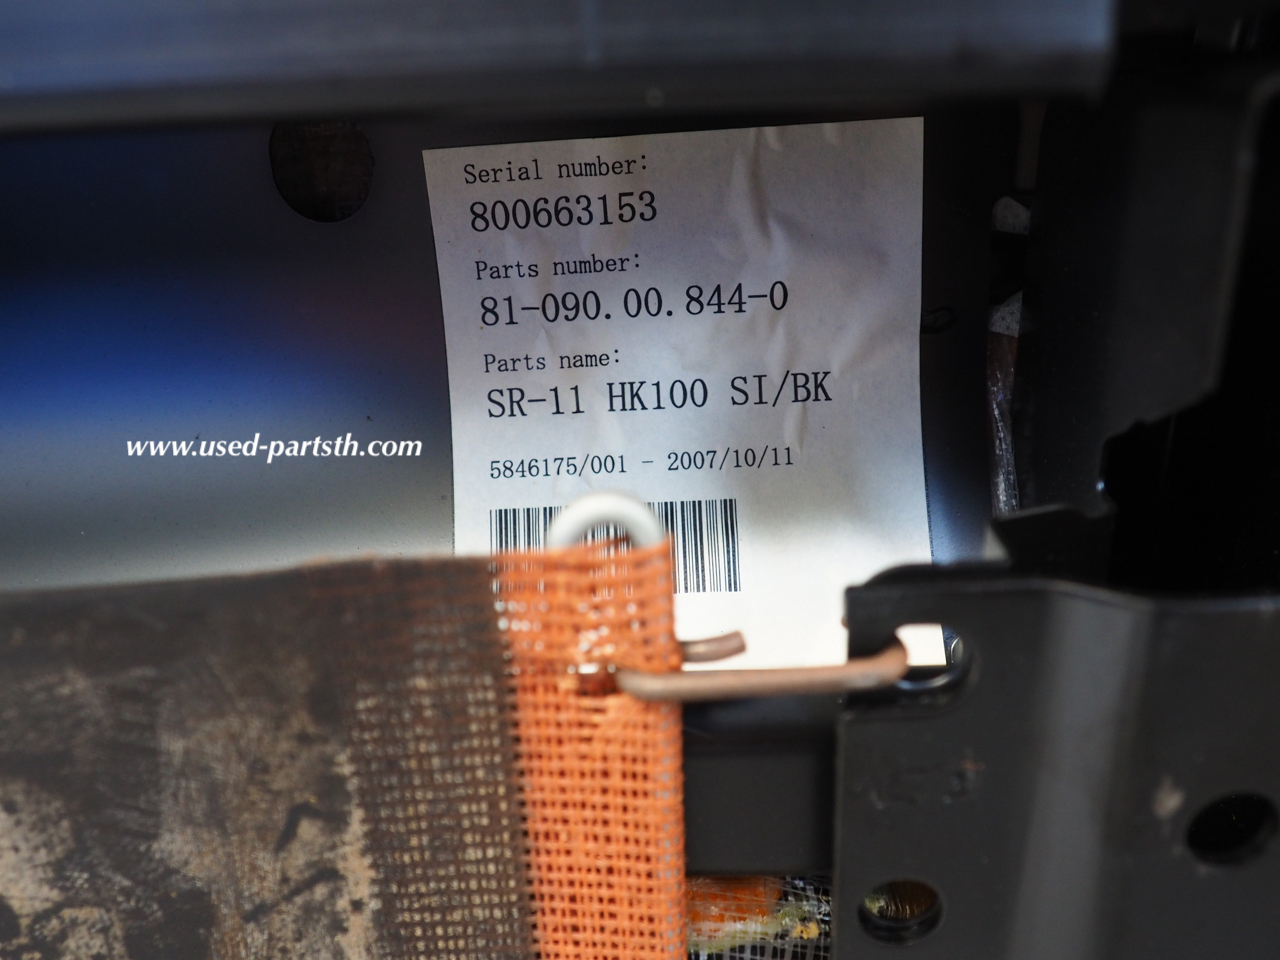 Serial number:
800663153
Parts number:
81-090.00.844-0
Parts name:
SR-11 HK100 SI/BK
5846175/001 - 2007/10/11
www.used-partsth.com